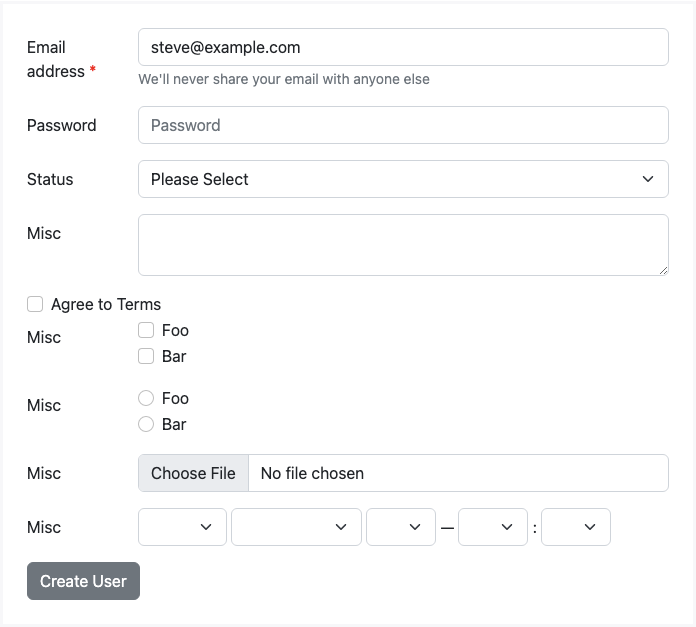 Email
address *
steve@example.com
We'll never share your email with anyone else
Password
Password
Status
Please Select
Misc
Agree to Terms
Misc
Foo
Bar
Misc
Foo
Bar
Misc
Choose File
No file chosen
Misc
— :
Create User